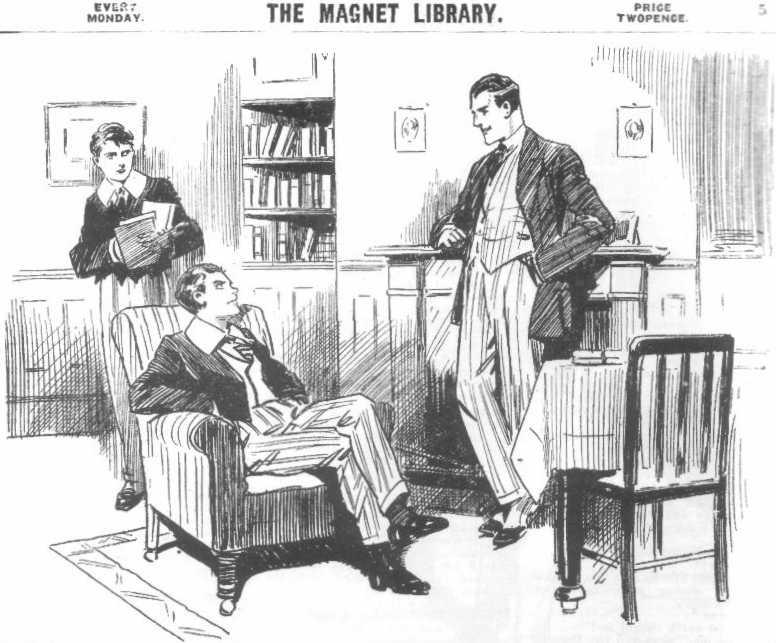 EVERY
MONDAY.
THE MAGNET LIBRARY.
PRICE
TWOPENCE.
5